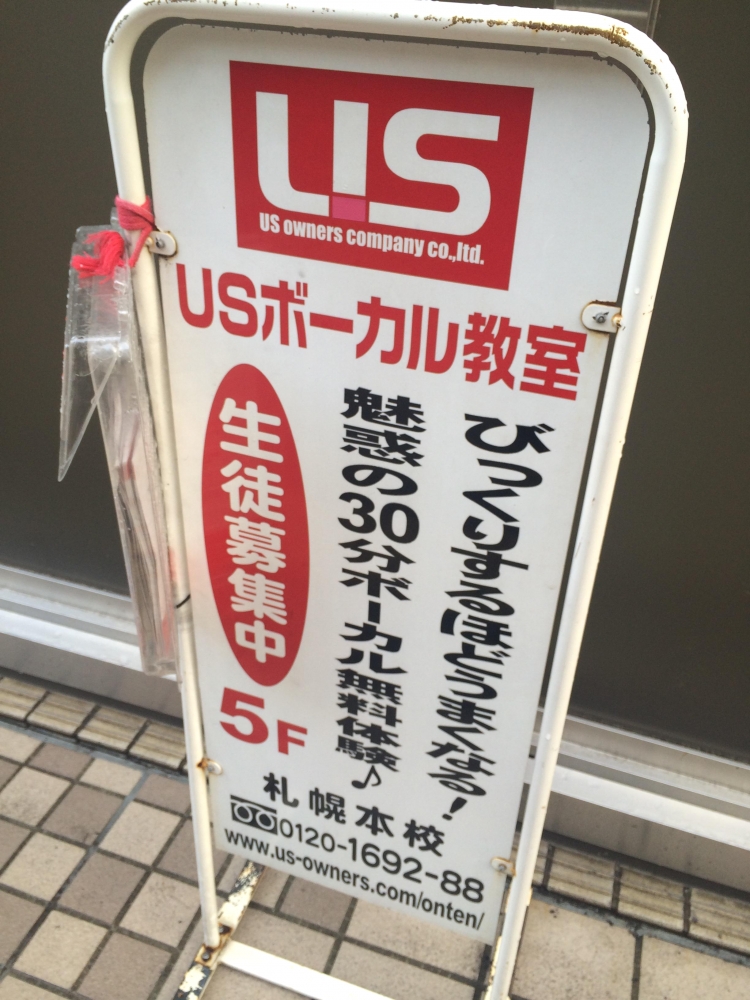 US
US owners company co.,ltd.
USボーカル教室
びっくりするほどうまくなる!
魅惑の30分ボーカル無料体験♪
生徒募集中
5F
札幌本校
0120-1692-88
www.us-owners.com/onten/